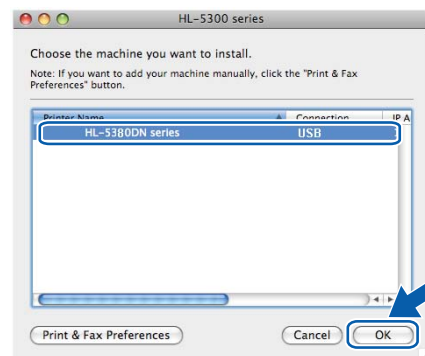 HL-5300 series
Choose the machine you want to install.
Note: If you want to add your machine manually, click the "Print & Fax
Preferences" button.
Printer Name Connection IP A
HL-5380DN series USB
Print & Fax Preferences Cancel OK